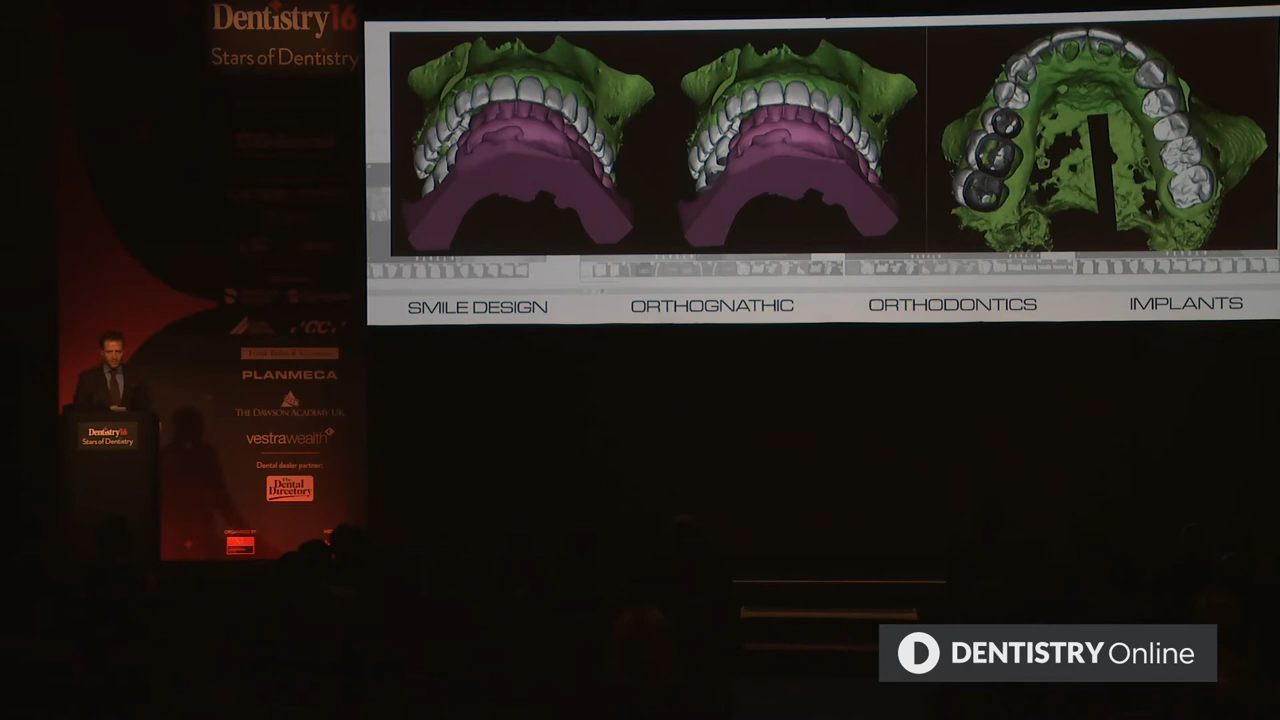 Dentistry16
Stars of Dentistry
SMILE DESIGN
ORTHOGNATHIC
ORTHODONTICS
IMPLANTS
'GC'
PLANMECA
THE DAWSON ACADEMY UK
vestrawealth
Dental dealer partner:
The
Dental
Directory
Dentistry16
Stars of Dentistry
DENTISTRY Online